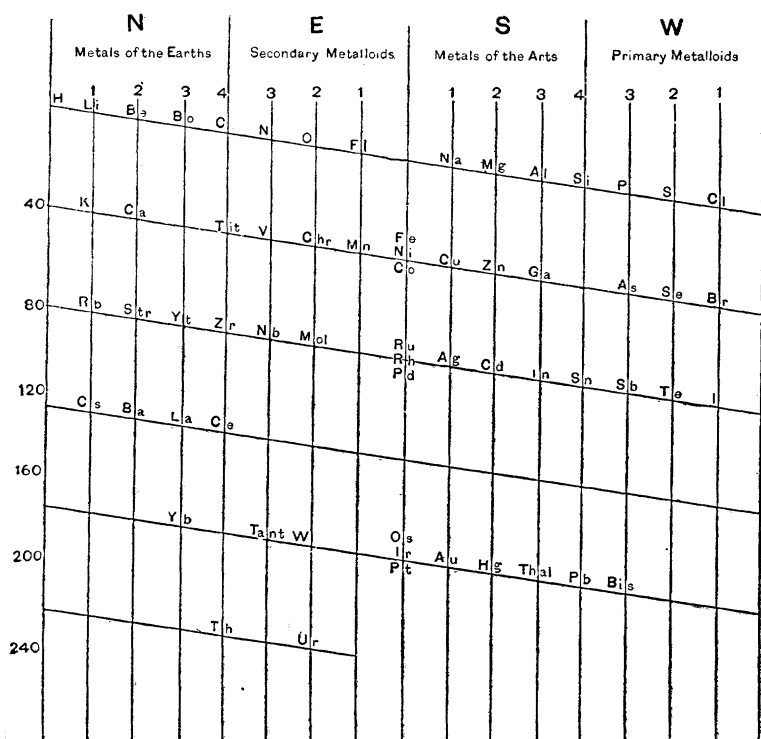 N E S W
Metals of the Earths Secondary Metalloids. Metals of the Arts Primary Metalloids
1 2 3 4 3 2 1 1 2 3 4 3 2 1
H Li Be Bo C N O Fl Na Mg Al Si P S Cl
40 K Ca Tit V Chr Mn Fe Ni Co Cu Zn Ga As Se Br
80 Rb Str Yt Zr Nb Mol Ru Rh Pd Ag Cd In Sn Sb Te I
120 Cs Ba La Ce
160
200 Yb Tant W Os Ir Pt Au Hg Thal Pb Bis
240 Th Ur